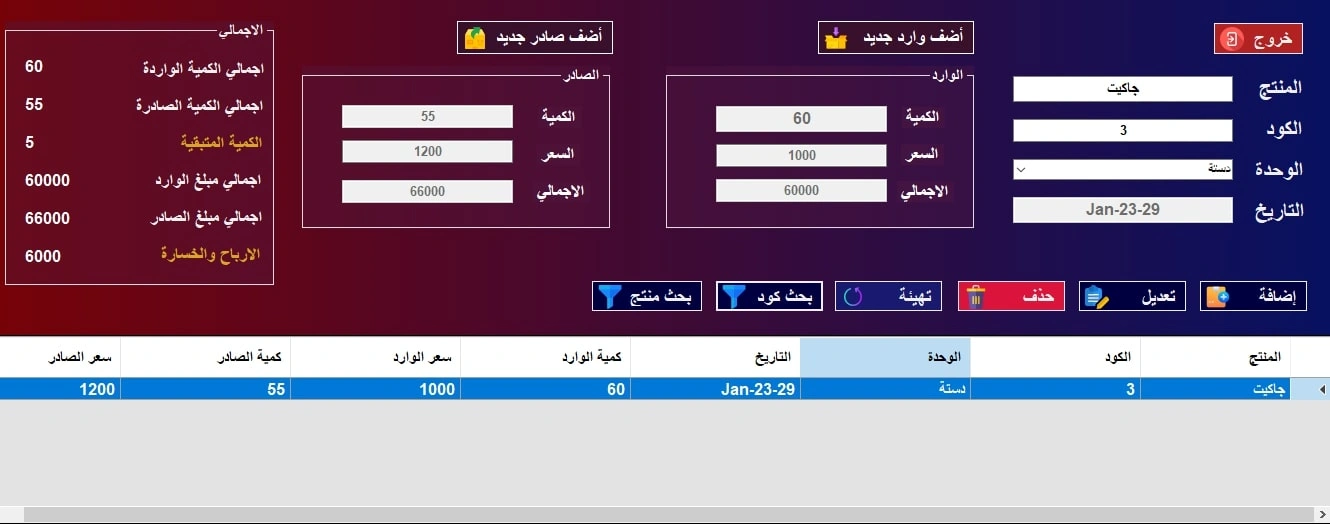 خروج
المنتج
جاكيت
الكود
3
الوحدة
دستة
التاريخ
Jan-23-29
أضف وارد جديد
الوارد
الكمية
60
السعر
1000
الاجمالي
60000
أضف صادر جديد
الصادر
الكمية
55
السعر
1200
الاجمالي
66000
الاجمالي
اجمالي الكمية الواردة 60
اجمالي الكمية الصادرة 55
الكمية المتبقية 5
اجمالي مبلغ الوارد 60000
اجمالي مبلغ الصادر 66000
الارباح والخسارة 6000
إضافة
تعديل
حذف
تهيئة
بحث كود
بحث منتج
المنتج الكود الوحدة التاريخ كمية الوارد سعر الوارد كمية الصادر سعر الصادر
جاكيت 3 دستة Jan-23-29 60 1000 55 1200